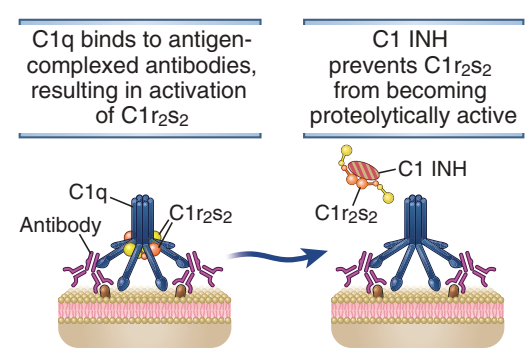 C1q binds to antigen-
complexed antibodies,
resulting in activation
of C1r2s2
C1 INH
prevents C1r2s2
from becoming
proteolytically active
C1q
Antibody
C1r2s2
C1 INH
C1r2s2